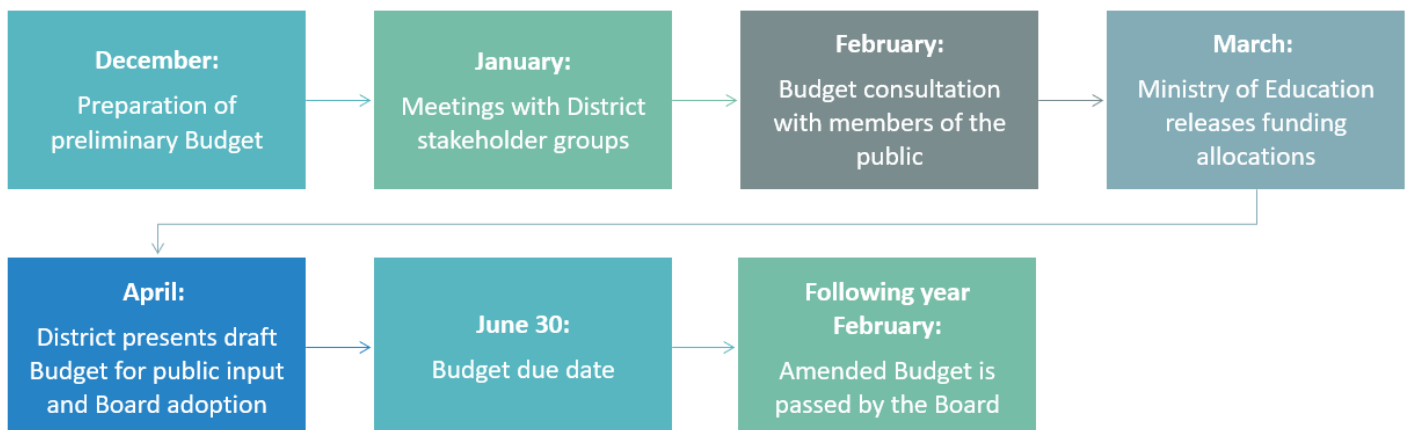 December:
Preparation of
preliminary Budget
January:
Meetings with District
stakeholder groups
February:
Budget consultation
with members of the
public
March:
Ministry of Education
releases funding
allocations
April:
District presents draft
Budget for public input
and Board adoption
June 30:
Budget due date
Following year
February:
Amended Budget is
passed by the Board